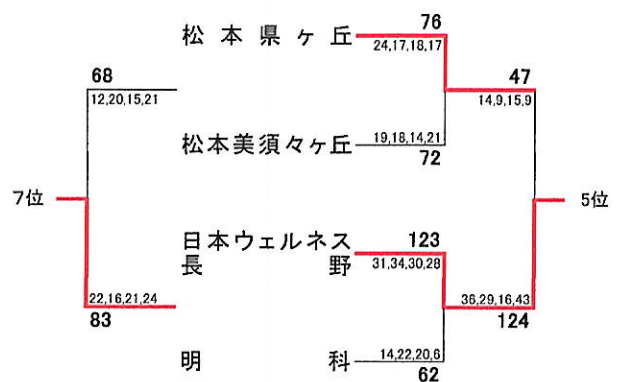 松本県ヶ丘
76
24,17,18,17
68
12,20,15,21
47
14,9,15,9
松本美須々ヶ丘
19,18,14,21
72
7位
5位
日本ウェルネス
長野
123
31,34,30,28
22,16,21,24
83
36,29,16,43
124
明科
14,22,20,6
62